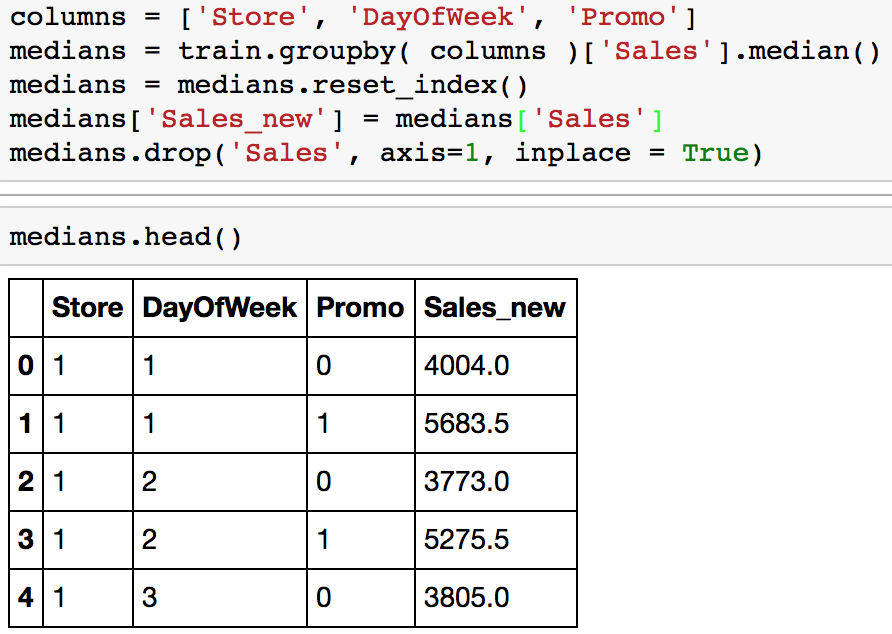 columns = ['Store', 'DayOfWeek', 'Promo']
medians = train.groupby( columns )['Sales'].median()
medians = medians.reset_index()
medians['Sales_new'] = medians['Sales']
medians.drop('Sales', axis=1, inplace = True)
medians.head()
Store DayOfWeek Promo Sales_new
0 1 1 0 4004.0
1 1 1 1 5683.5
2 1 2 0 3773.0
3 1 2 1 5275.5
4 1 3 0 3805.0